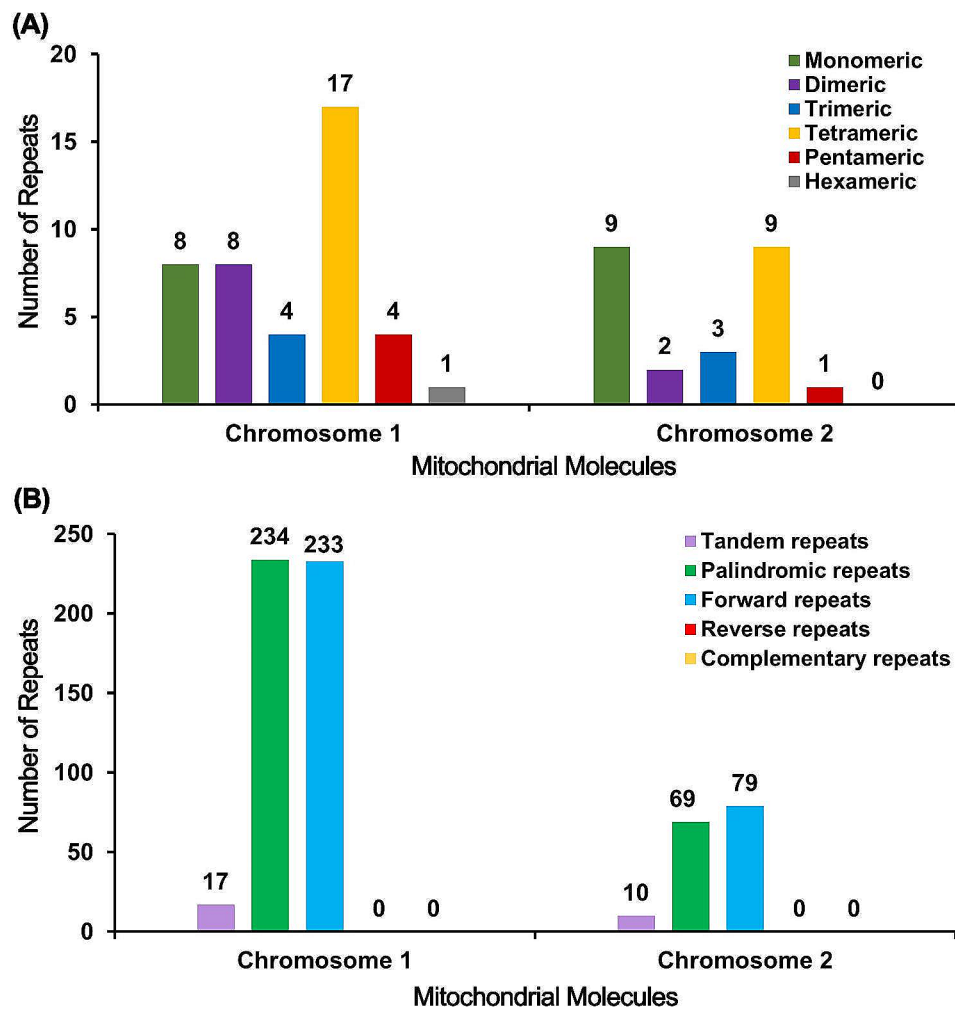 (A)
Number of Repeats
20
15
10
5
0
8
8
4
17
4
1
9
2
3
9
1
0
Monomeric
Dimeric
Trimeric
Tetrameric
Pentameric
Hexameric
Chromosome 1
Chromosome 2
Mitochondrial Molecules
(B)
Number of Repeats
250
200
150
100
50
0
17
234
233
0
0
10
69
79
0
0
Tandem repeats
Palindromic repeats
Forward repeats
Reverse repeats
Complementary repeats
Chromosome 1
Chromosome 2
Mitochondrial Molecules